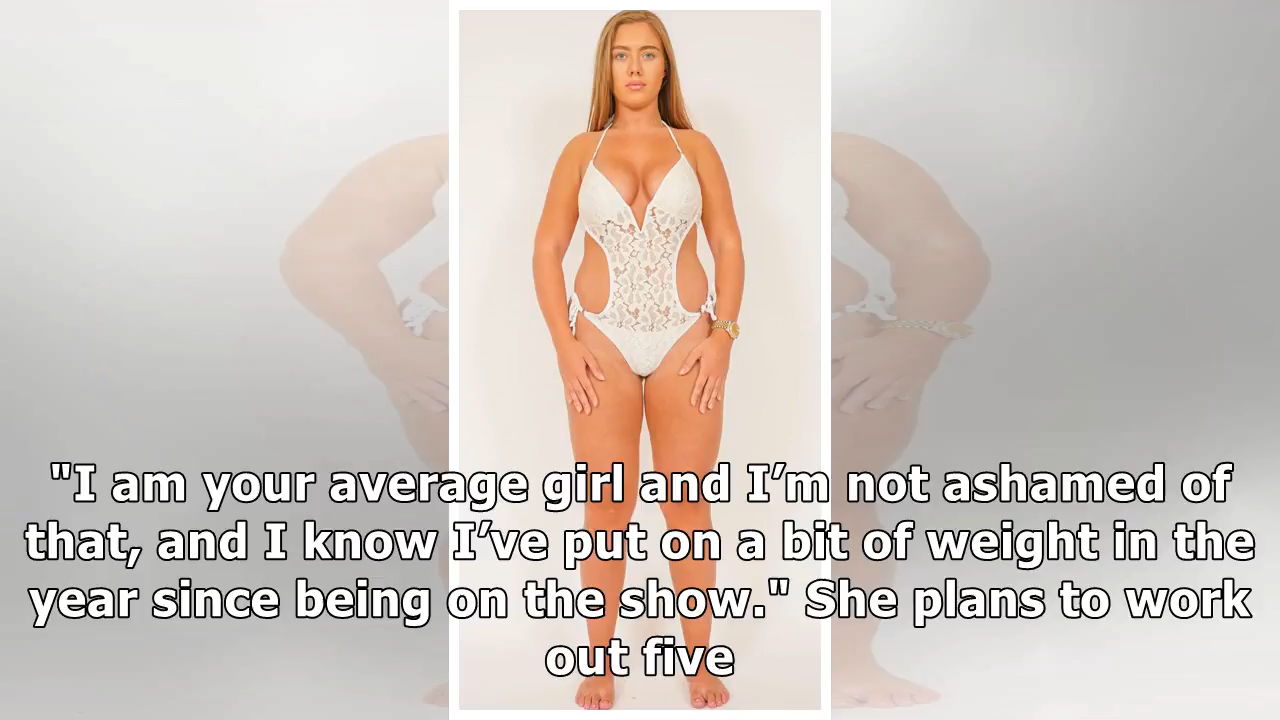 "I am your average girl and I’m not ashamed of
that, and I know I’ve put on a bit of weight in the
year since being on the show." She plans to work
out five